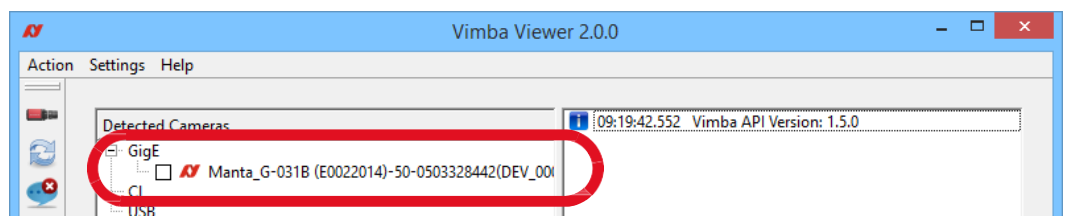 Vimba Viewer 2.0.0
Action Settings Help
Detected Cameras
09:19:42.552 Vimba API Version: 1.5.0
GigE
Manta_G-031B (E0022014)-50-0503328442(DEV_00
CL
USB